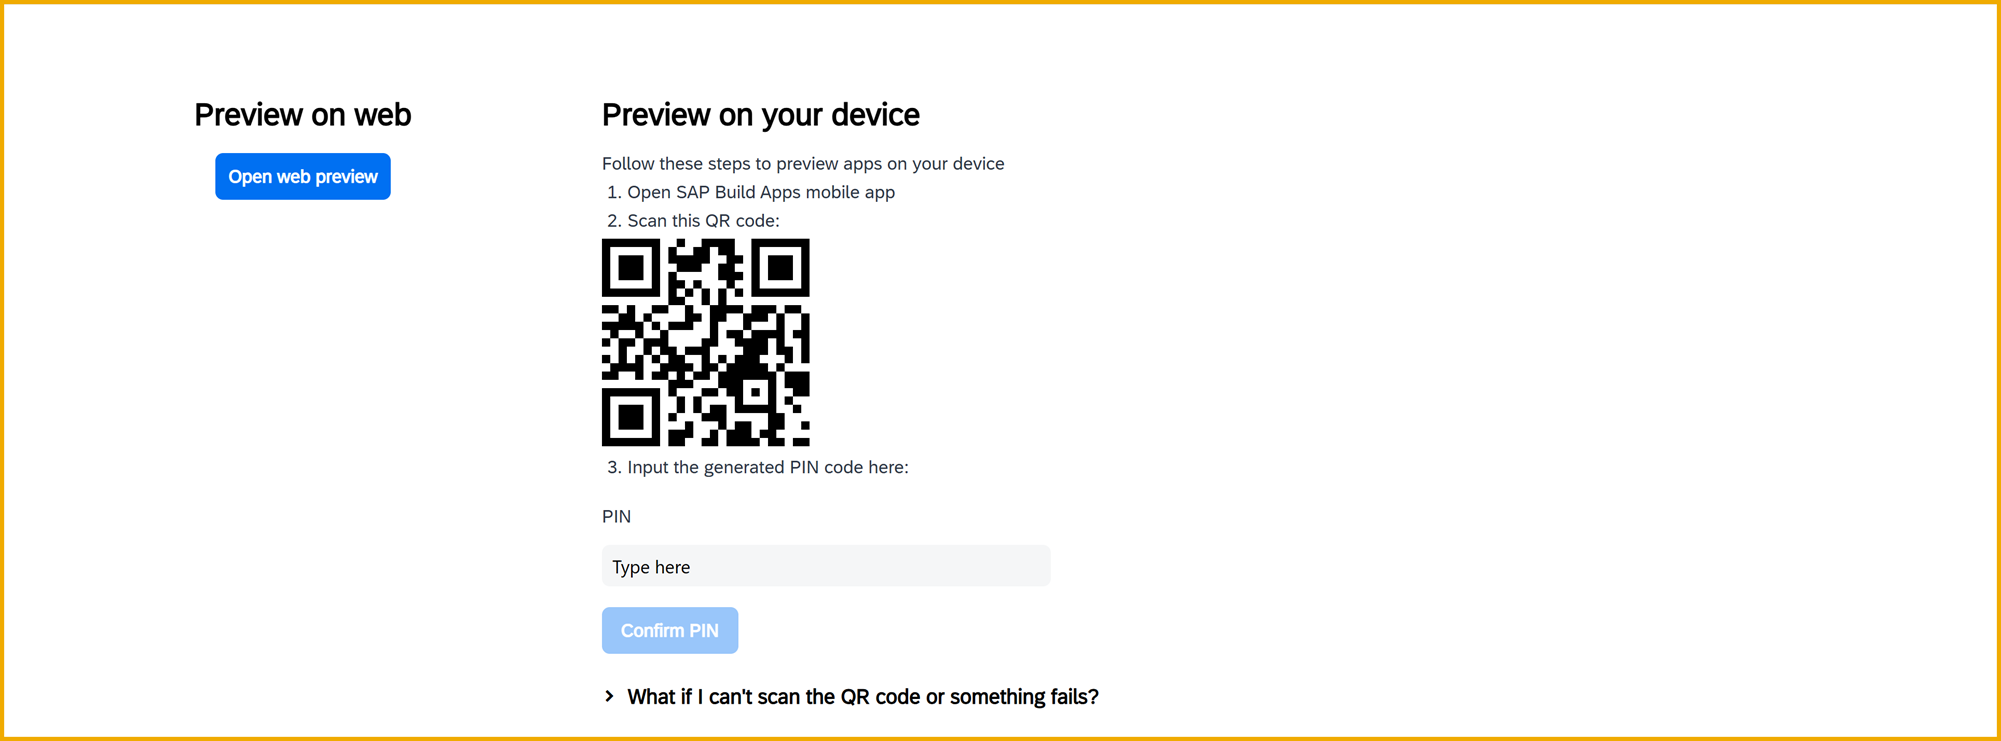 Preview on web
Open web preview
Preview on your device
Follow these steps to preview apps on your device
1. Open SAP Build Apps mobile app
2. Scan this QR code:
3. Input the generated PIN code here:
PIN
Type here
Confirm PIN
What if I can't scan the QR code or something fails?